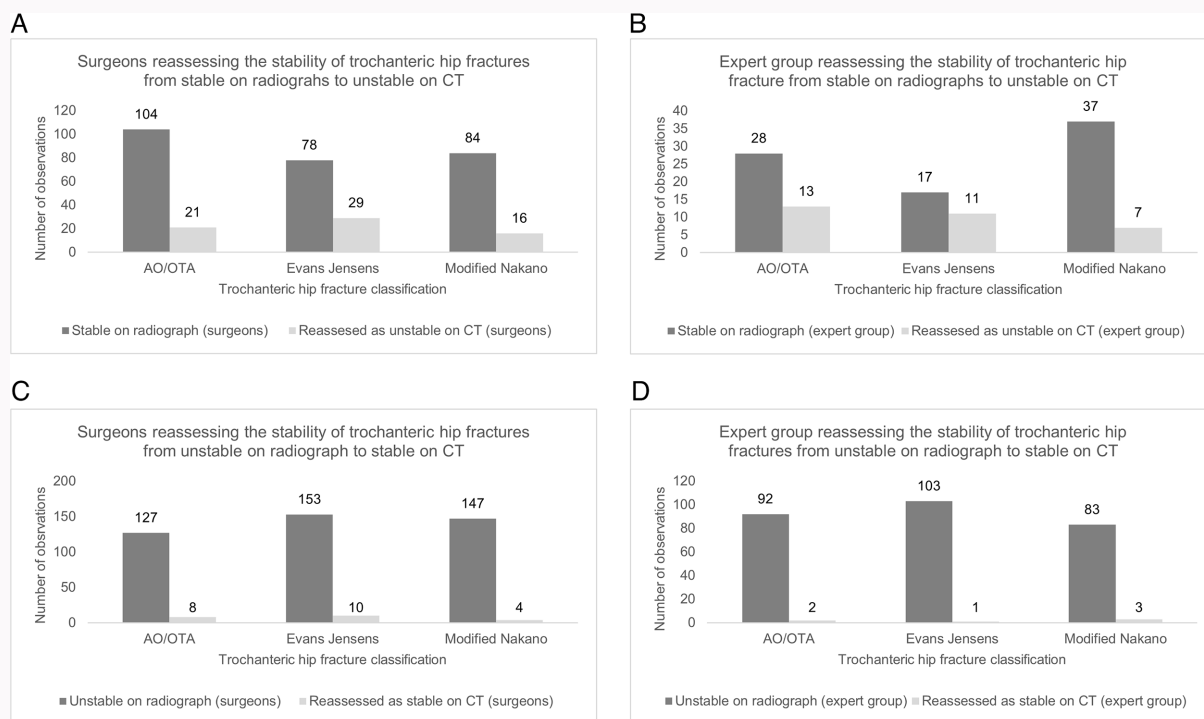 A
Surgeons reassessing the stability of trochanteric hip fractures
from stable on radiograhs to unstable on CT
Number of observations
120
100
80
60
40
20
0
104
21
78
29
84
16
AO/OTA
Evans Jensens
Modified Nakano
Trochanteric hip fracture classification
Stable on radiograph (surgeons)
Reassesed as unstable on CT (surgeons)
B
Expert group reassessing the stability of trochanteric hip
fracture from stable on radiographs to unstable on CT
Number of observations
40
35
30
25
20
15
10
5
0
28
13
17
11
37
7
AO/OTA
Evans Jensens
Modified Nakano
Trochanteric hip fracture classification
Stable on radiograph (expert group)
Reassesed as unstable on CT (expert group)
C
Surgeons reassessing the stability of trochanteric hip fractures
from unstable on radiograph to stable on CT
Number of obsrvations
200
150
100
50
0
127
8
153
10
147
4
AO/OTA
Evans Jensens
Modified Nakano
Trochanteric hip fracture classification
Unstable on radiograph (surgeons)
Reassessed as stable on CT (surgeons)
D
Expert group reassessing the stability of trochanteric hip
fractures from unstable on radiograph to stable on CT
Number of observations
120
100
80
60
40
20
0
92
2
103
1
83
3
AO/OTA
Evans Jensens
Modified Nakano
Trochanteric hip fracture classification
Unstable on radiograph (expert group)
Reassessed as stable on CT (expert group)